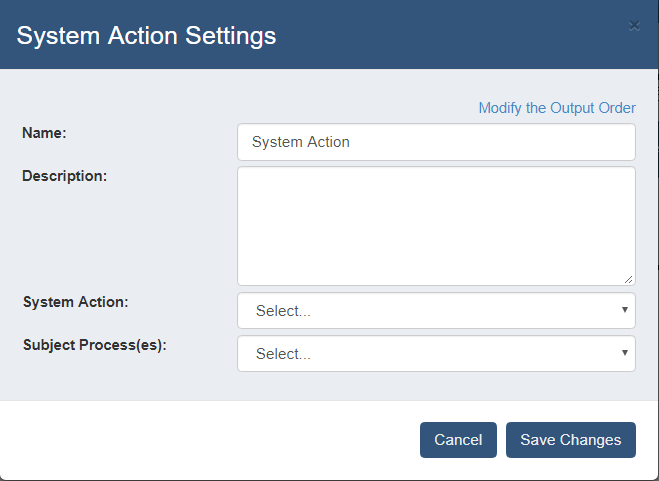 System Action Settings ×
Modify the Output Order
Name:
System Action
Description:
System Action:
Select...
Subject Process(es):
Select...
Cancel
Save Changes